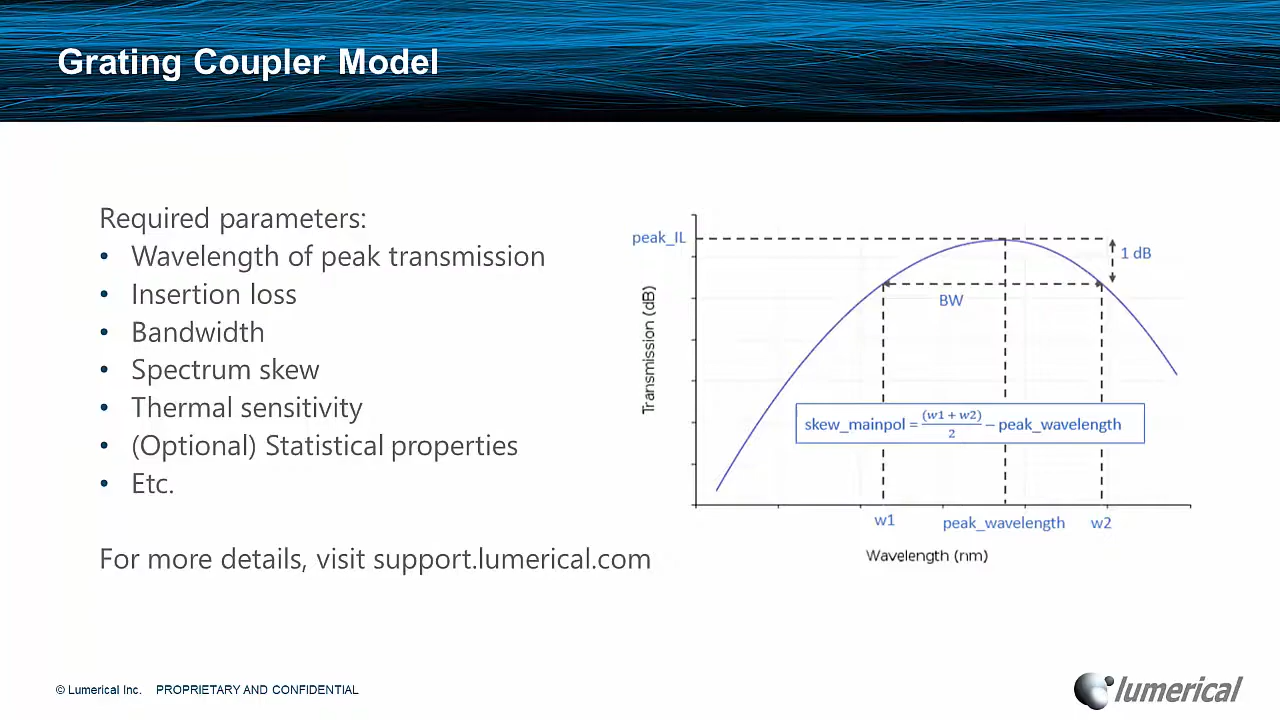 Grating Coupler Model
Required parameters:
• Wavelength of peak transmission
• Insertion loss
• Bandwidth
• Spectrum skew
• Thermal sensitivity
• (Optional) Statistical properties
• Etc.
For more details, visit support.lumerical.com
peak_IL
1 dB
BW
Transmission (dB)
skew_mainpol = (w1 + w2)/2 − peak_wavelength
w1
peak_wavelength
w2
Wavelength (nm)
© Lumerical Inc. PROPRIETARY AND CONFIDENTIAL
lumerical